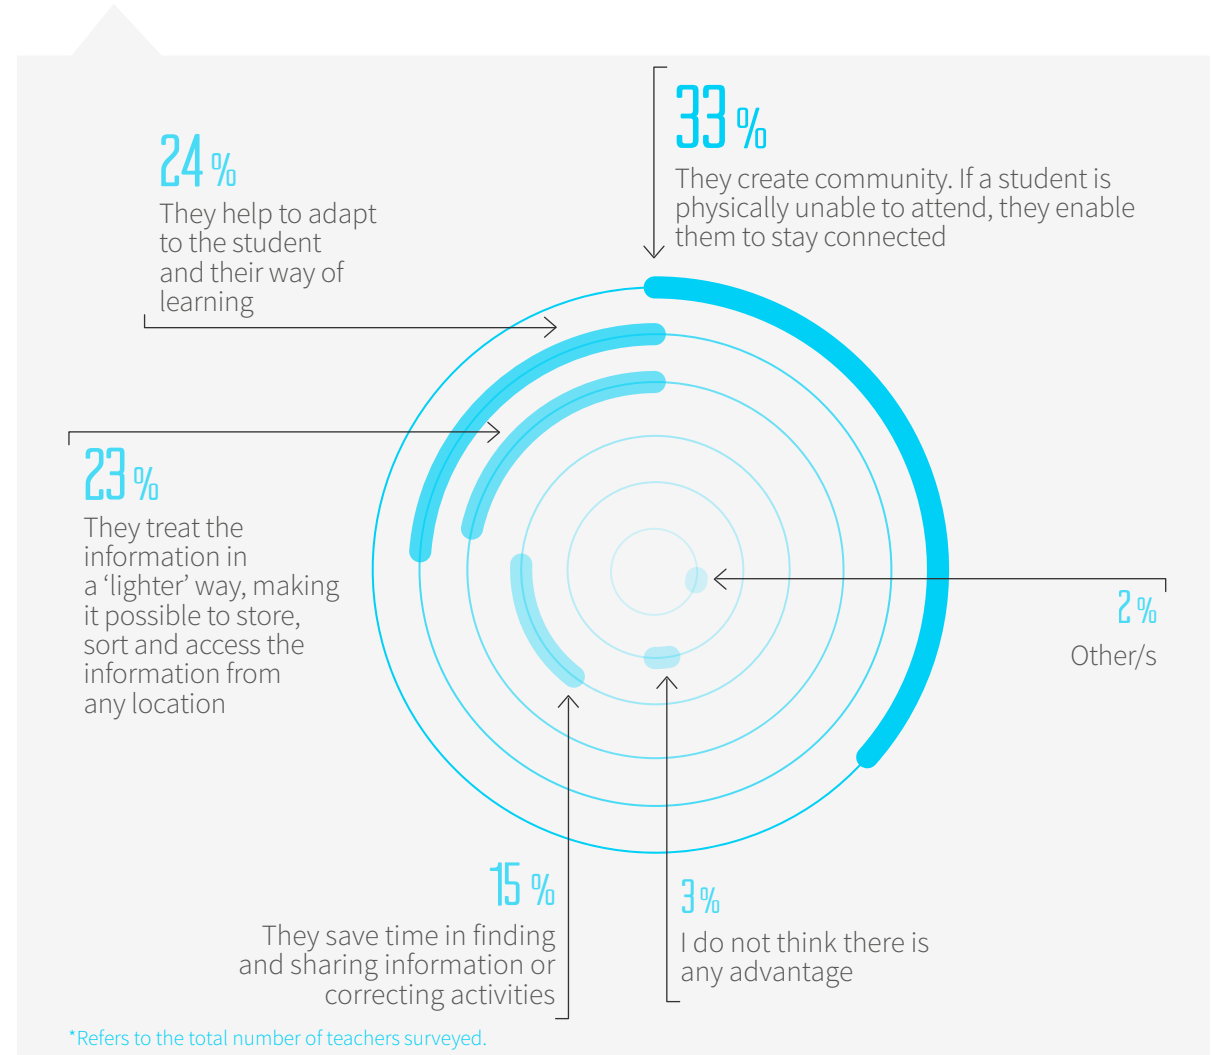 33 %
They create community. If a student is
physically unable to attend, they enable
them to stay connected
24 %
They help to adapt
to the student
and their way of
learning
23 %
They treat the
information in
a ‘lighter’ way, making
it possible to store,
sort and access the
information from
any location
2 %
Other/s
15 %
They save time in finding
and sharing information or
correcting activities
3 %
I do not think there is
any advantage
*Refers to the total number of teachers surveyed.